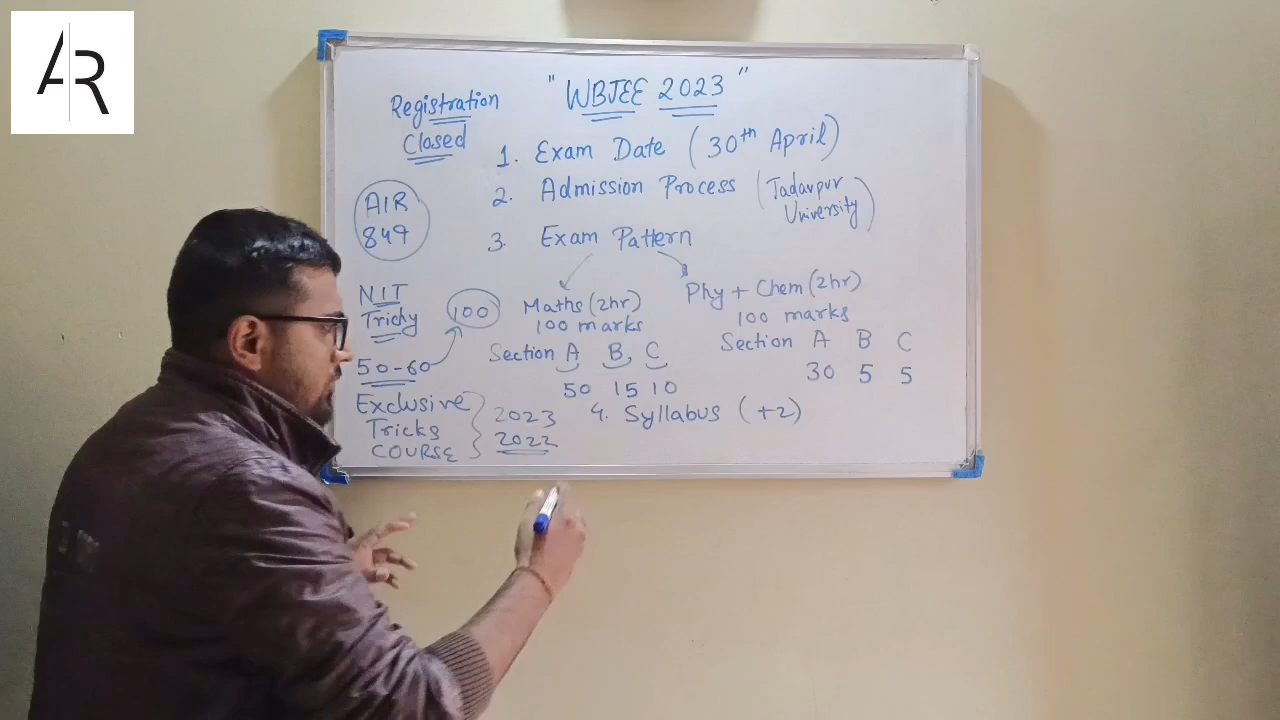 AR
" WBJEE 2023 "
Registration
Closed
1. Exam Date (30th April)
2. Admission Process (Jadavpur
University)
3. Exam Pattern
AIR
849
NIT
Trichy
50-60
100
Maths (2hr)
100 marks
Section A B, C
50 15 10
Phy + Chem (2hr)
100 marks
Section A B C
30 5 5
Exclusive
Tricks
COURSE
2023
2022
4. Syllabus (+2)